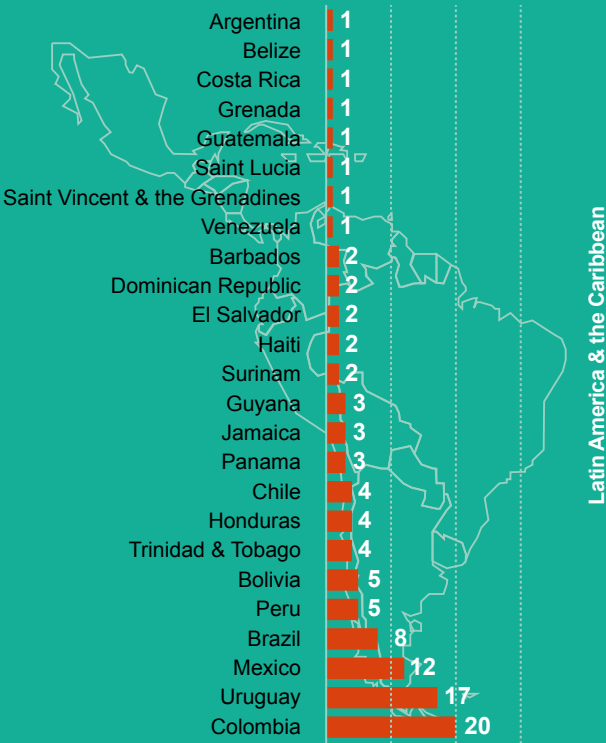 Argentina 1
Belize 1
Costa Rica 1
Grenada 1
Guatemala 1
Saint Lucia 1
Saint Vincent & the Grenadines 1
Venezuela 1
Barbados 2
Dominican Republic 2
El Salvador 2
Haiti 2
Surinam 2
Guyana 3
Jamaica 3
Panama 3
Chile 4
Honduras 4
Trinidad & Tobago 4
Bolivia 5
Peru 5
Brazil 8
Mexico 12
Uruguay 17
Colombia 20
Latin America & the Caribbean